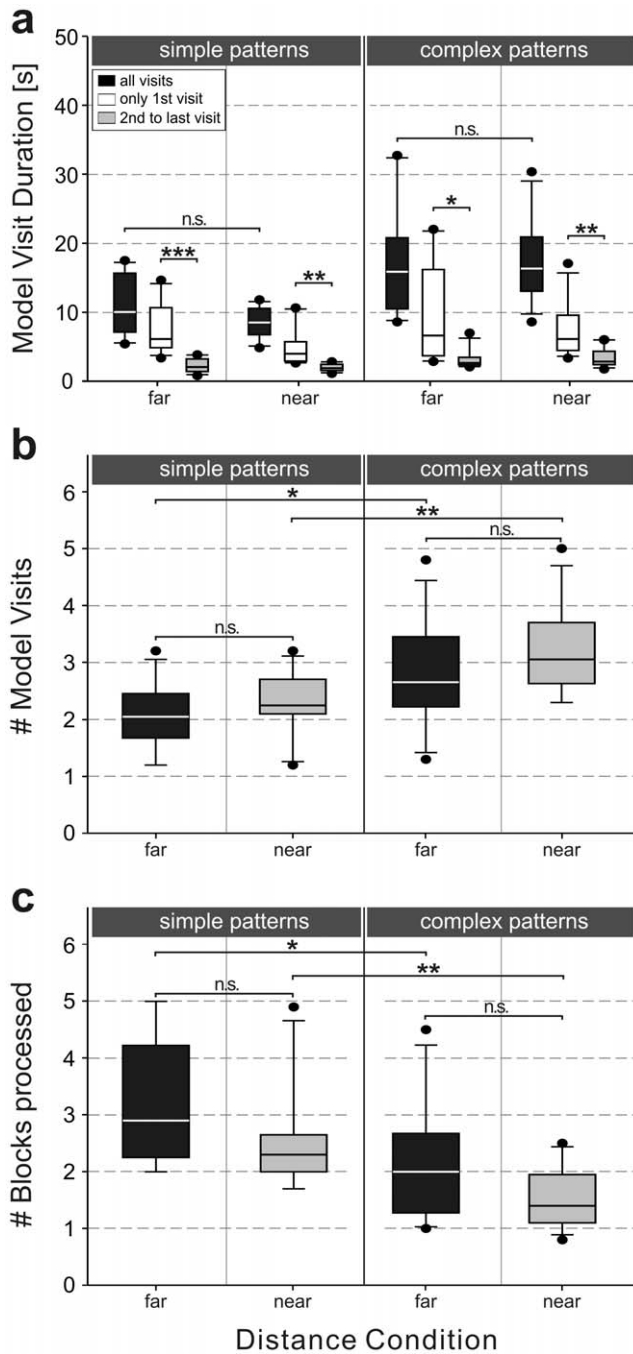 a
simple patterns complex patterns
Model Visit Duration [s]
50
40
30
20
10
0
all visits
only 1st visit
2nd to last visit
n.s.
n.s.
*** ** * **
far near far near
b
simple patterns complex patterns
# Model Visits
6
5
4
3
2
1
0
*
**
n.s.
n.s.
far near far near
c
simple patterns complex patterns
# Blocks processed
6
5
4
3
2
1
0
*
n.s. **
n.s.
far near far near
Distance Condition